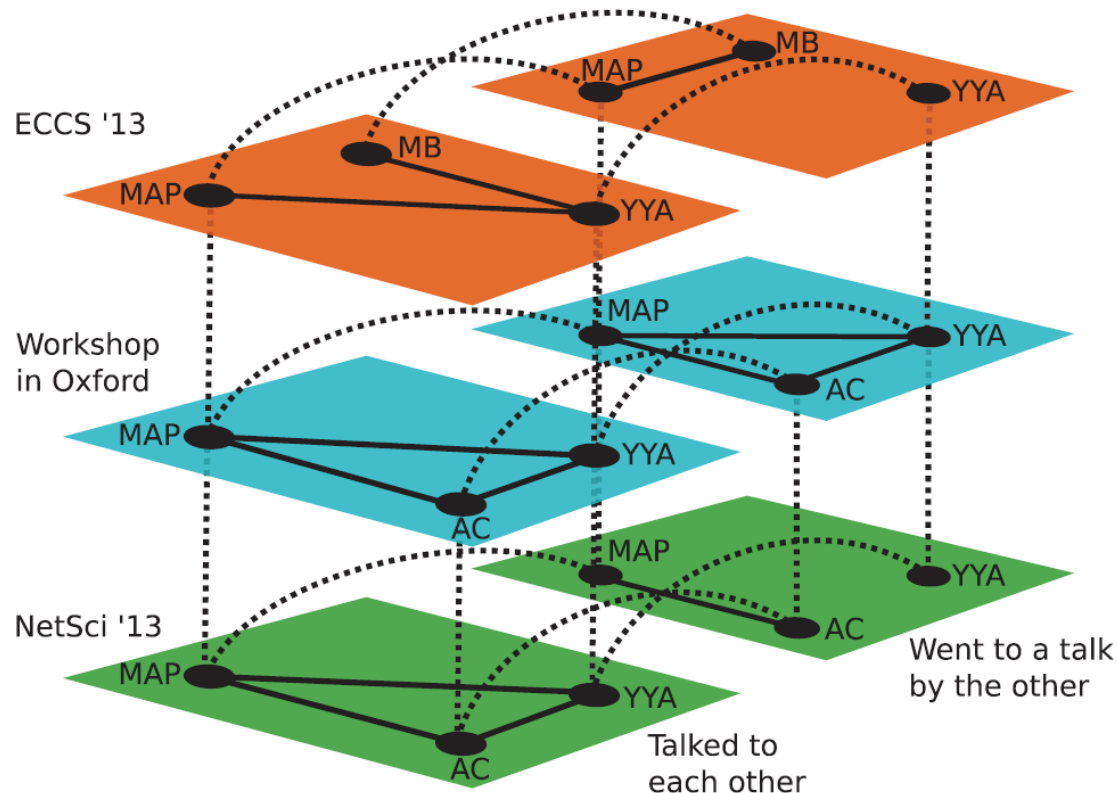 MB
MAP
YYA
ECCS '13
MB
MAP
YYA
MAP
YYA
Workshop
in Oxford
AC
MAP
YYA
AC
MAP
YYA
NetSci '13
AC
MAP
YYA
AC
Went to a talk
by the other
Talked to
each other